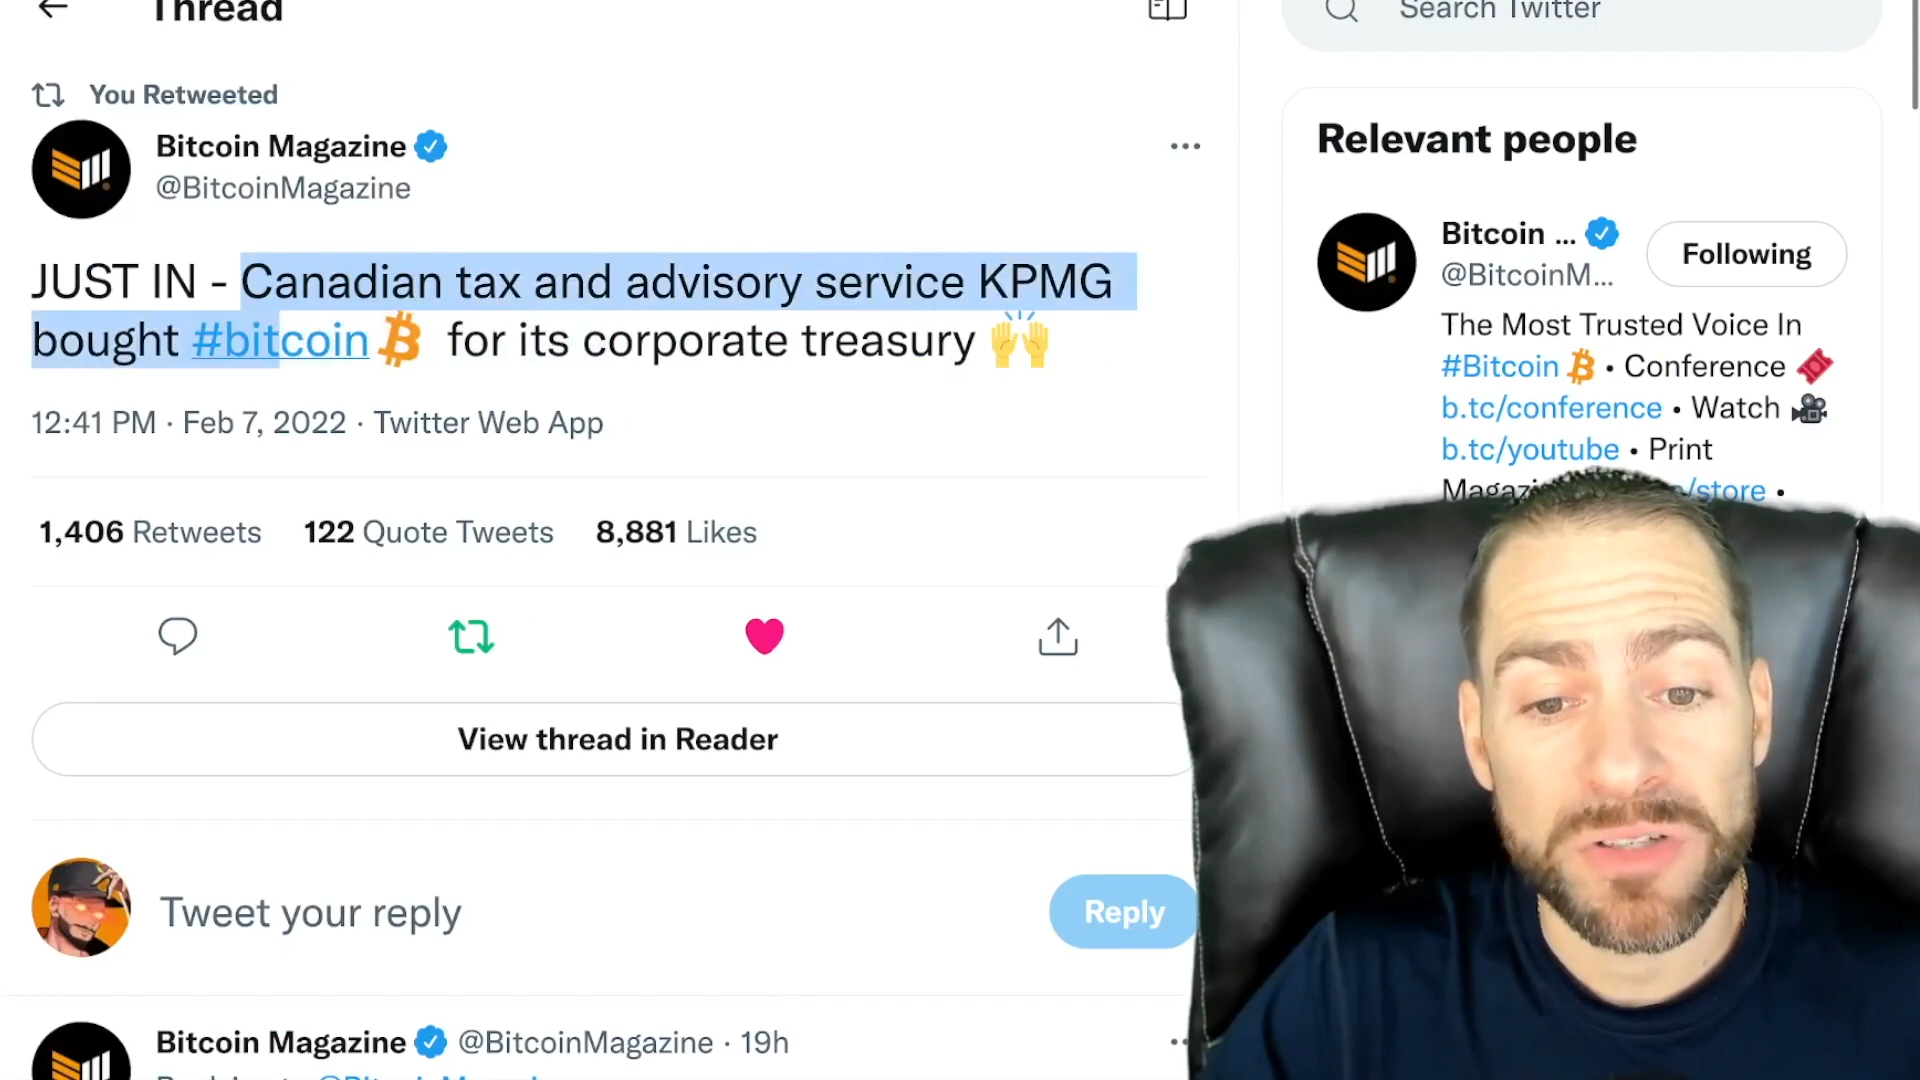 Thread
Search Twitter
You Retweeted
Bitcoin Magazine
@BitcoinMagazine
JUST IN - Canadian tax and advisory service KPMG
bought #bitcoin for its corporate treasury 🙌
12:41 PM · Feb 7, 2022 · Twitter Web App
1,406 Retweets 122 Quote Tweets 8,881 Likes
View thread in Reader
Tweet your reply
Reply
Bitcoin Magazine @BitcoinMagazine · 19h
Relevant people
Bitcoin ...
@BitcoinM...
Following
The Most Trusted Voice In
#Bitcoin • Conference 🎟
b.tc/conference • Watch 🎥
b.tc/youtube • Print
/store •